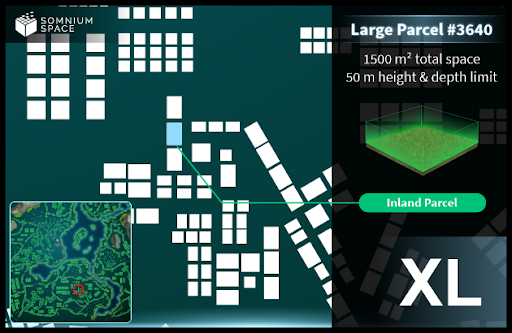 SOMNIUM
SPACE
Large Parcel #3640
1500 m² total space
50 m height & depth limit
Inland Parcel
XL